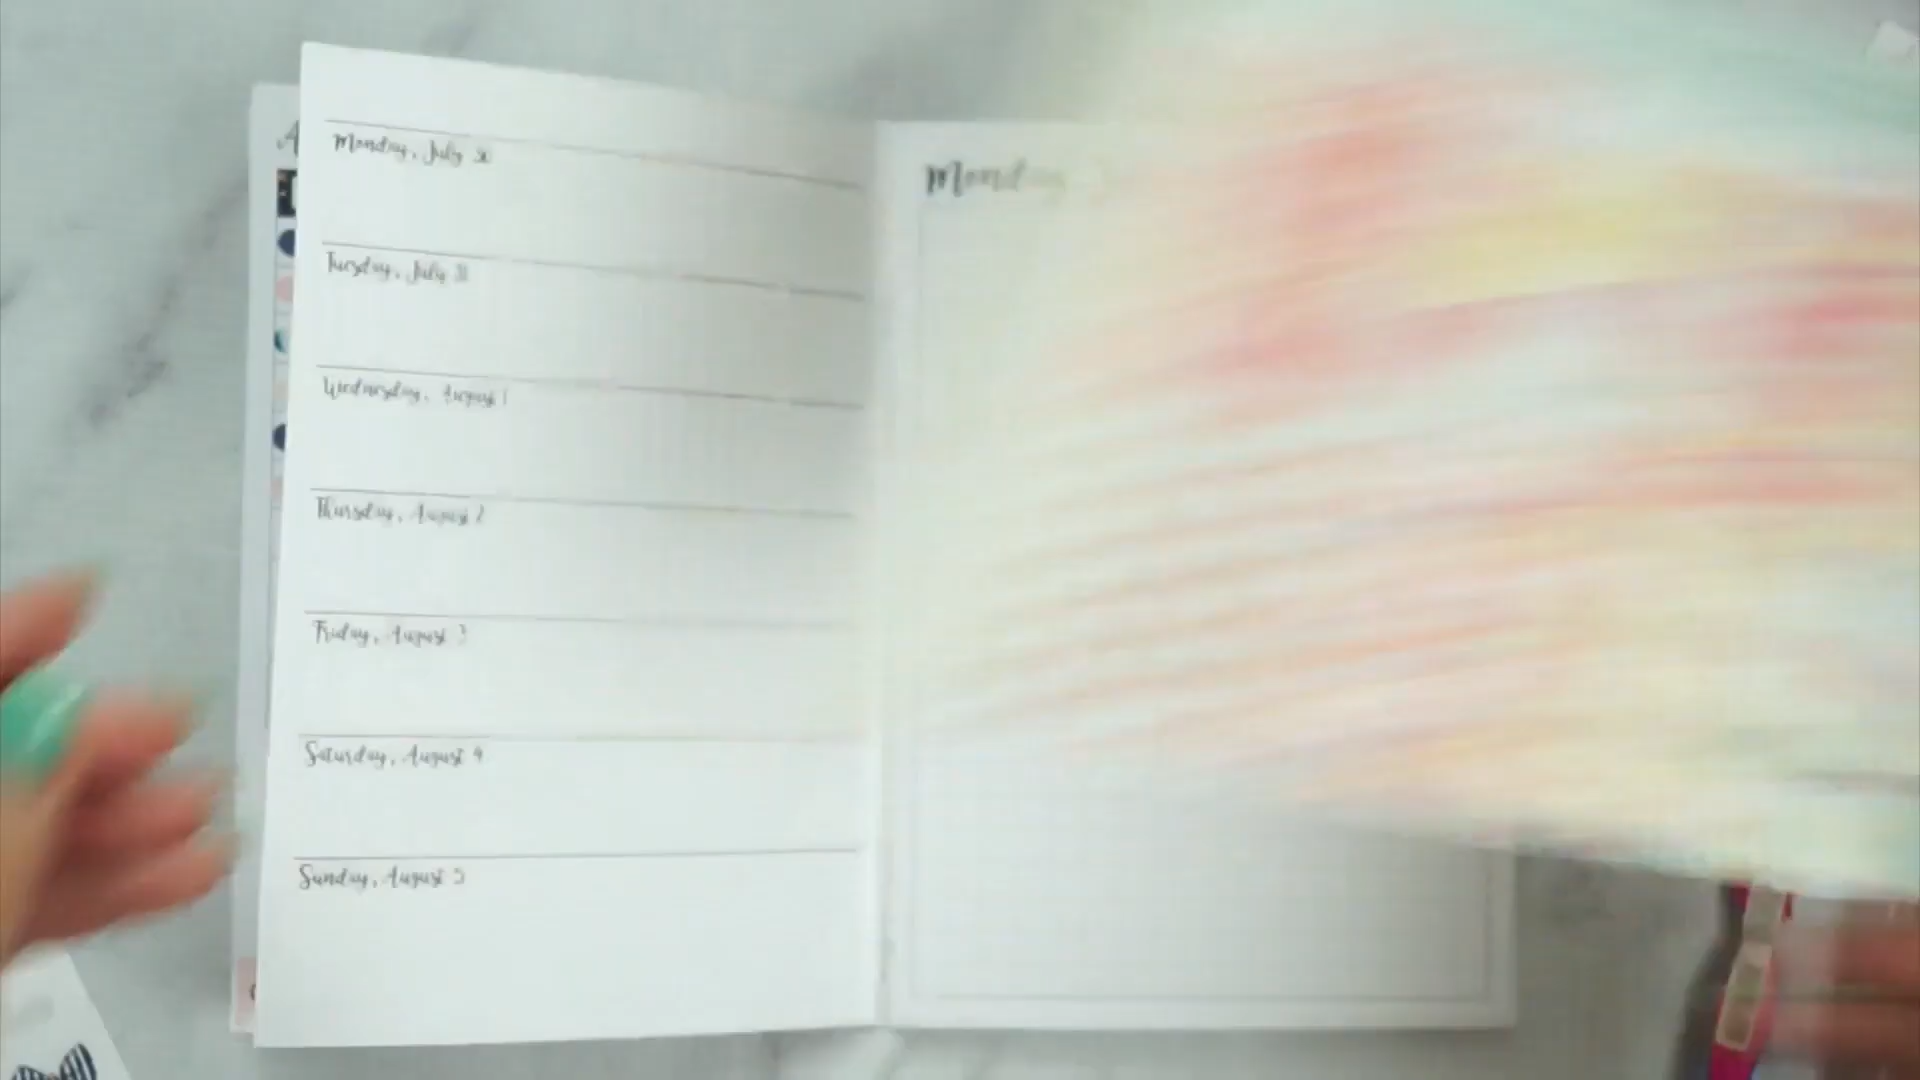 Monday, July 30
Tuesday, July 31
Wednesday, August 1
Thursday, August 2
Friday, August 3
Saturday, August 4
Sunday, August 5
Monday